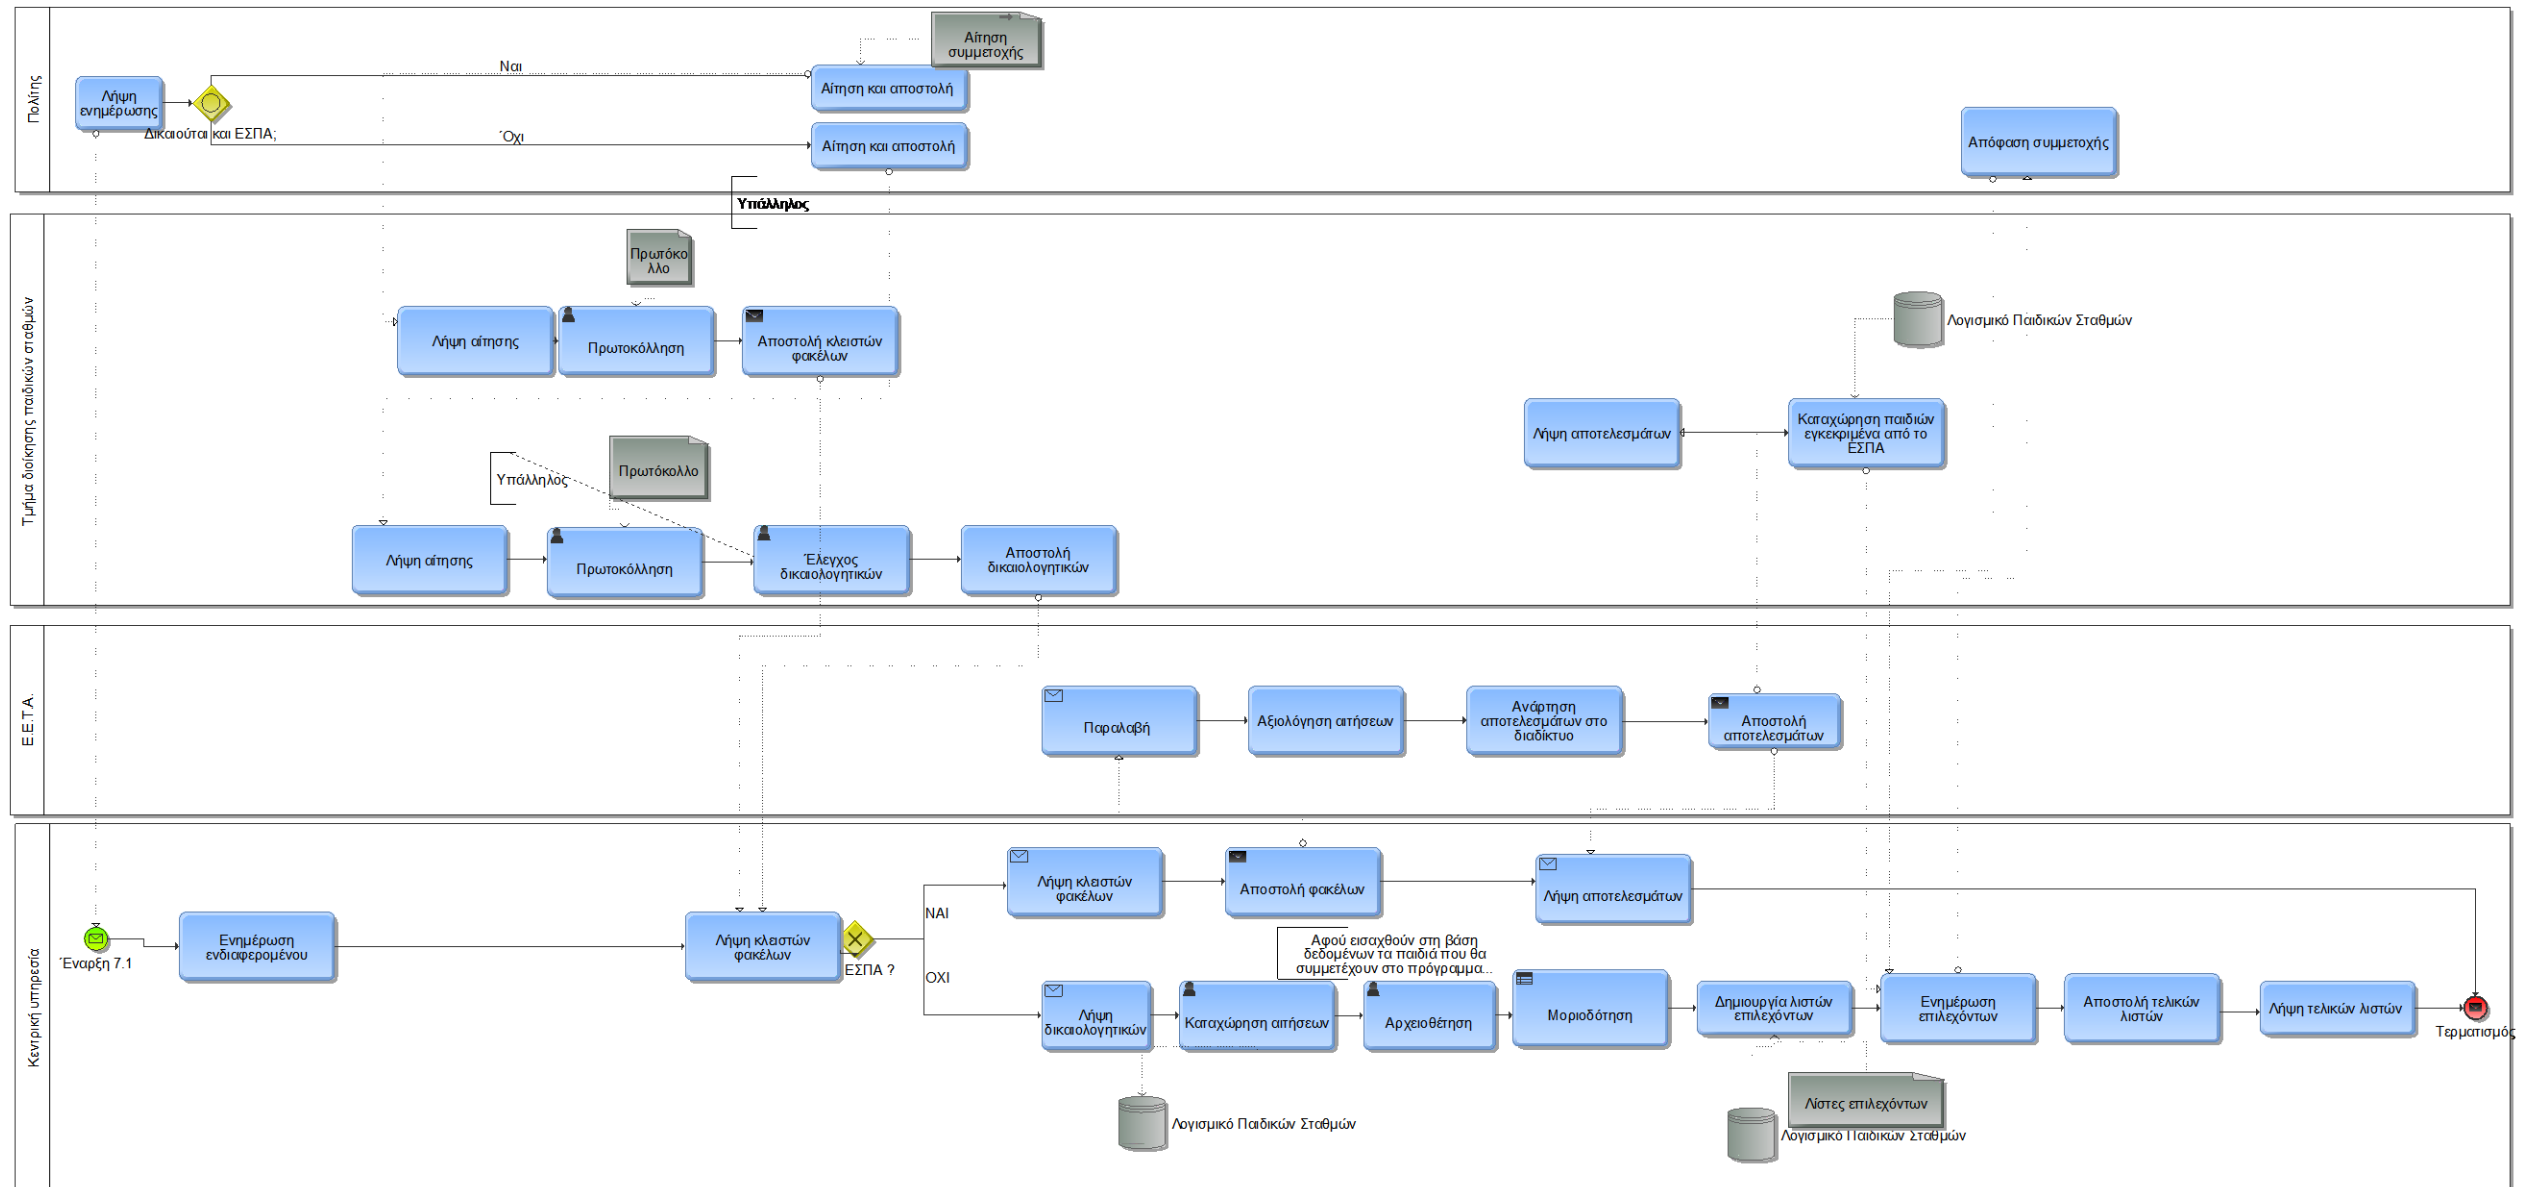 Πολίτης
Λήψη
ενημέρωσης
Δικαιούται και ΕΣΠΑ;
Ναι
Όχι
Αίτηση
συμμετοχής
Αίτηση και αποστολή
Αίτηση και αποστολή
Απόφαση συμμετοχής
Υπάλληλος
Τμήμα διοίκησης παιδικών σταθμών
Πρωτόκο
λλο
Λήψη αίτησης
Πρωτοκόλληση
Αποστολή κλειστών
φακέλων
Λογισμικό Παιδικών Σταθμών
Λήψη αποτελεσμάτων
Καταχώρηση παιδιών
εγκεκριμένα από το
ΕΣΠΑ
Υπάλληλος
Πρωτόκολλο
Λήψη αίτησης
Πρωτοκόλληση
Έλεγχος
δικαιολογητικών
Αποστολή
δικαιολογητικών
Ε.Ε.Τ.Α.
Παραλαβή
Αξιολόγηση αιτήσεων
Ανάρτηση
αποτελεσμάτων στο
διαδίκτυο
Αποστολή
αποτελεσμάτων
Κεντρική υπηρεσία
Έναρξη 7.1
Ενημέρωση
ενδιαφερομένου
Λήψη κλειστών
φακέλων
ΕΣΠΑ ?
ΝΑΙ
ΟΧΙ
Λήψη κλειστών
φακέλων
Αποστολή φακέλων
Λήψη αποτελεσμάτων
Αφού εισαχθούν στη βάση
δεδομένων τα παιδιά που θα
συμμετέχουν στο πρόγραμμα...
Λήψη
δικαιολογητικών
Καταχώρηση αιτήσεων
Αρχειοθέτηση
Μοριοδότηση
Δημιουργία λιστών
επιλεχόντων
Ενημέρωση
επιλεχόντων
Αποστολή τελικών
λιστών
Λήψη τελικών λιστών
Τερματισμός
Λογισμικό Παιδικών Σταθμών
Λίστες επιλεχόντων
Λογισμικό Παιδικών Σταθμών